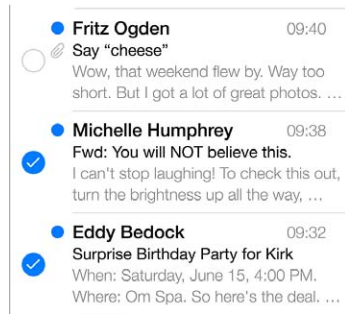 Fritz Ogden 09:40
Say “cheese”
Wow, that weekend flew by. Way too
short. But I got a lot of great photos. ...
Michelle Humphrey 09:38
Fwd: You will NOT believe this.
I can't stop laughing! To check this out,
turn the brightness up all the way, ...
Eddy Bedock 09:32
Surprise Birthday Party for Kirk
When: Saturday, June 15, 4:00 PM.
Where: Om Spa. So here's the deal. ...